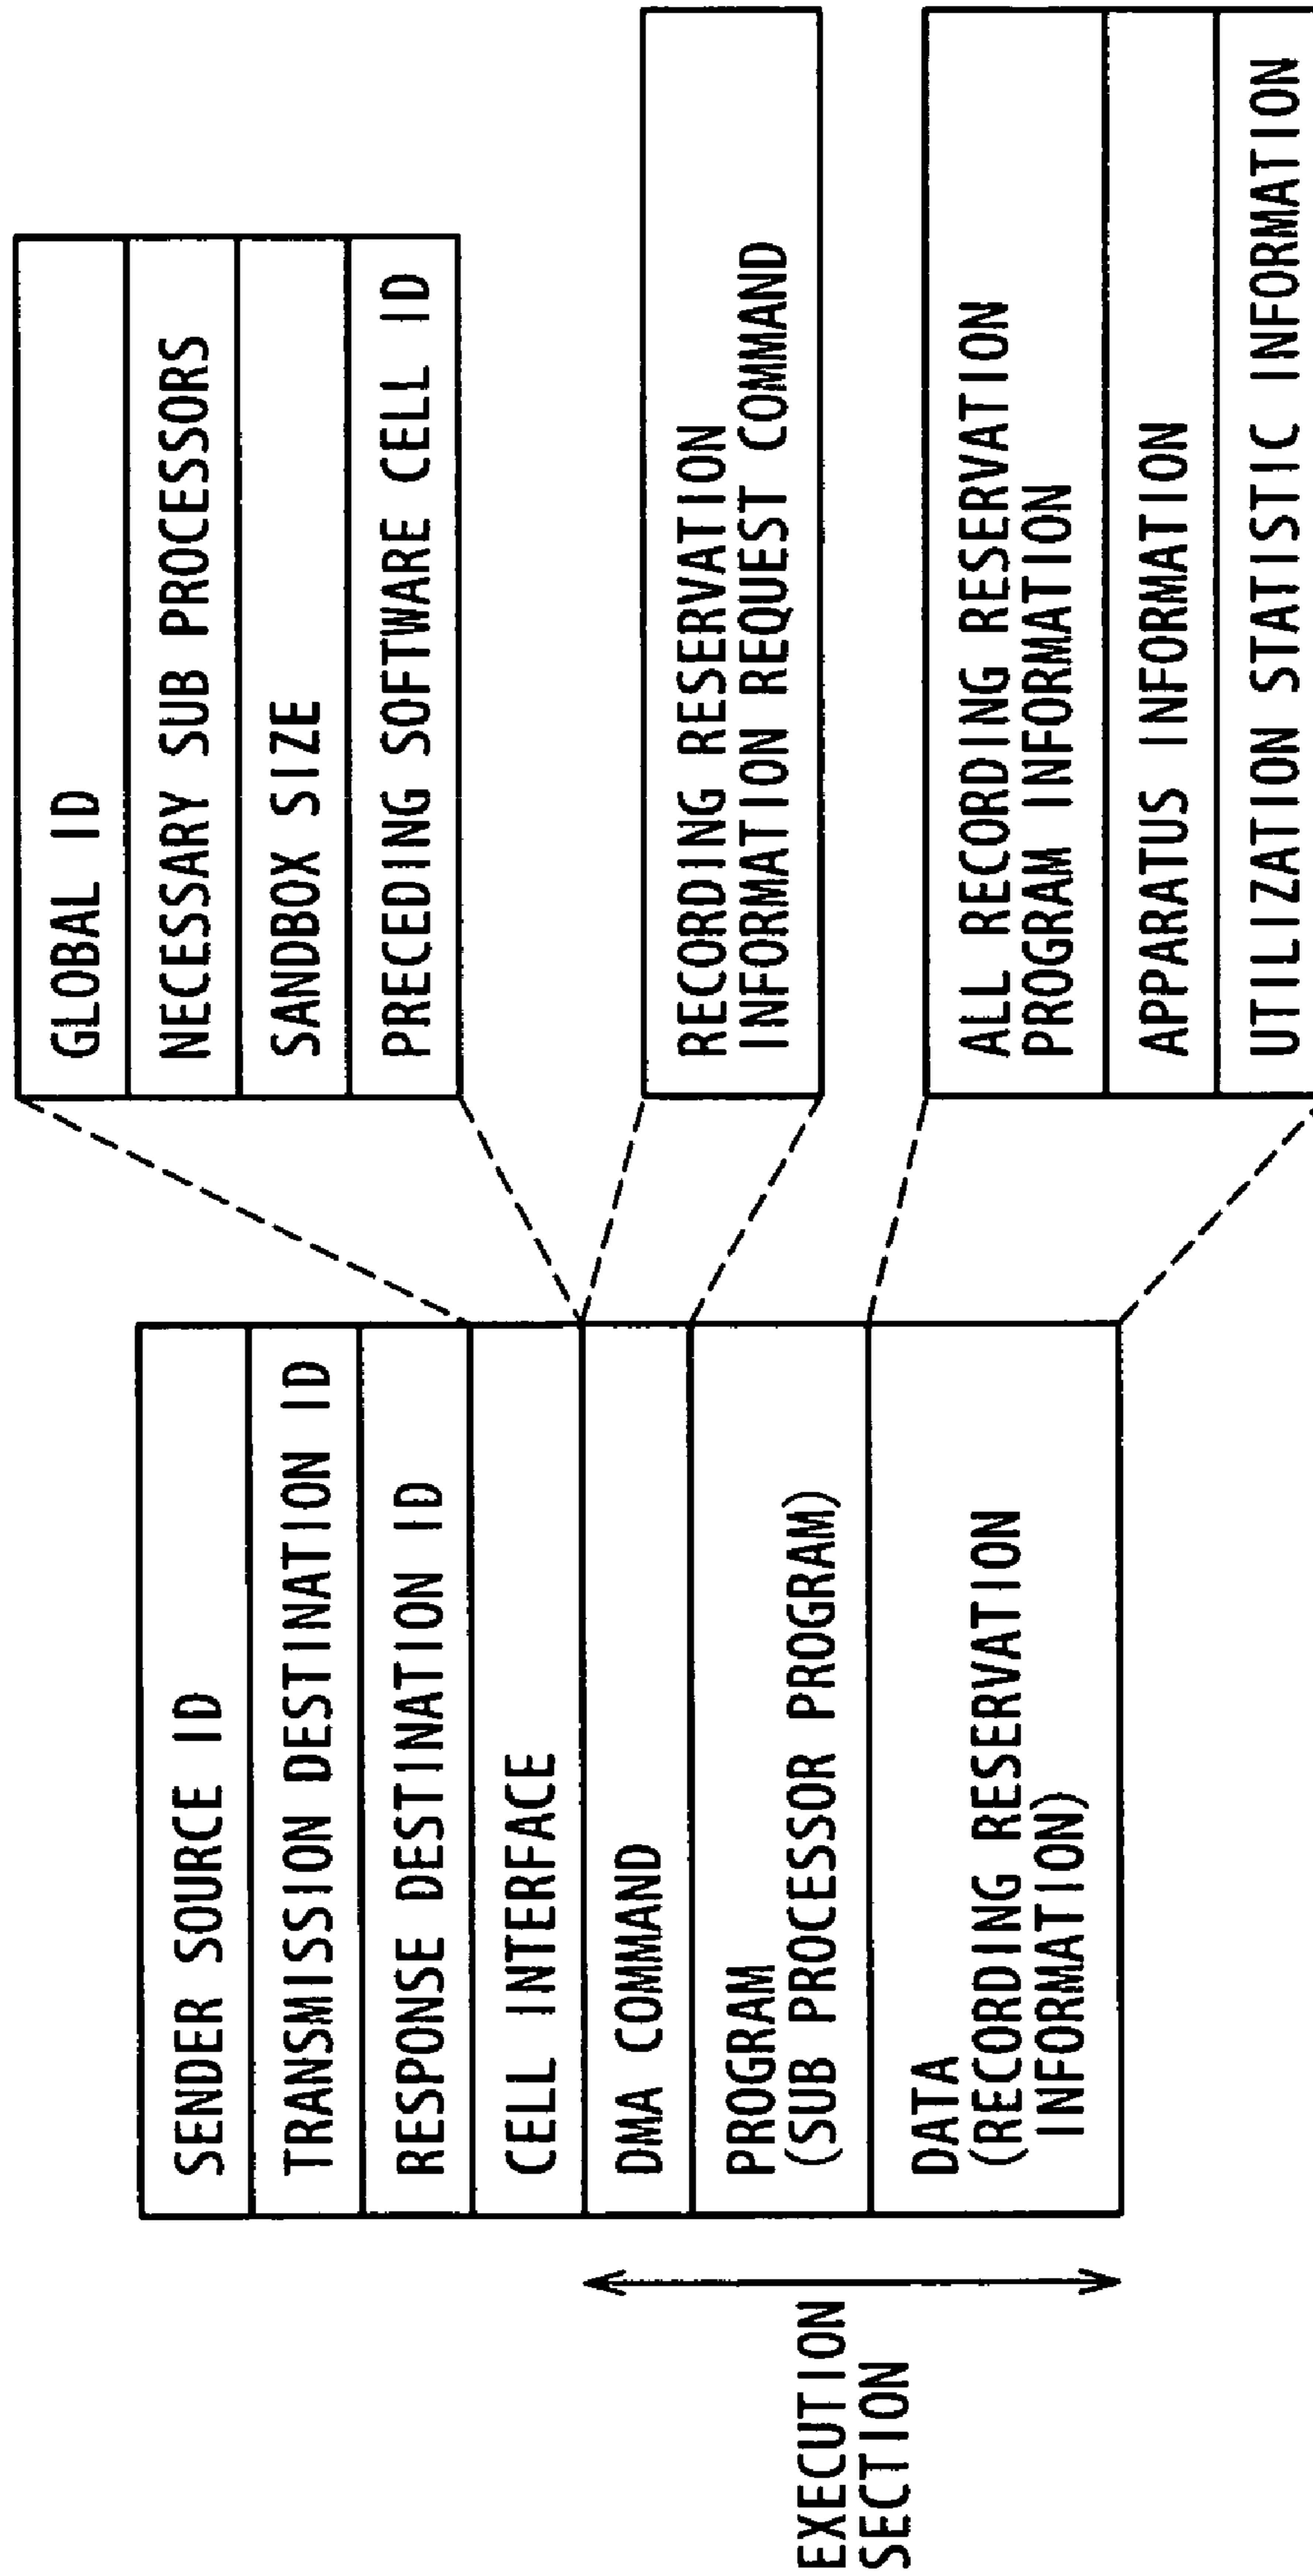 SENDER SOURCE ID
TRANSMISSION DESTINATION ID
RESPONSE DESTINATION ID
CELL INTERFACE
DMA COMMAND
PROGRAM
(SUB PROCESSOR PROGRAM)
DATA
(RECORDING RESERVATION
INFORMATION)
EXECUTION
SECTION
GLOBAL ID
NECESSARY SUB PROCESSORS
SANDBOX SIZE
PRECEDING SOFTWARE CELL ID
RECORDING RESERVATION
INFORMATION REQUEST COMMAND
ALL RECORDING RESERVATION
PROGRAM INFORMATION
APPARATUS INFORMATION
UTILIZATION STATISTIC INFORMATION